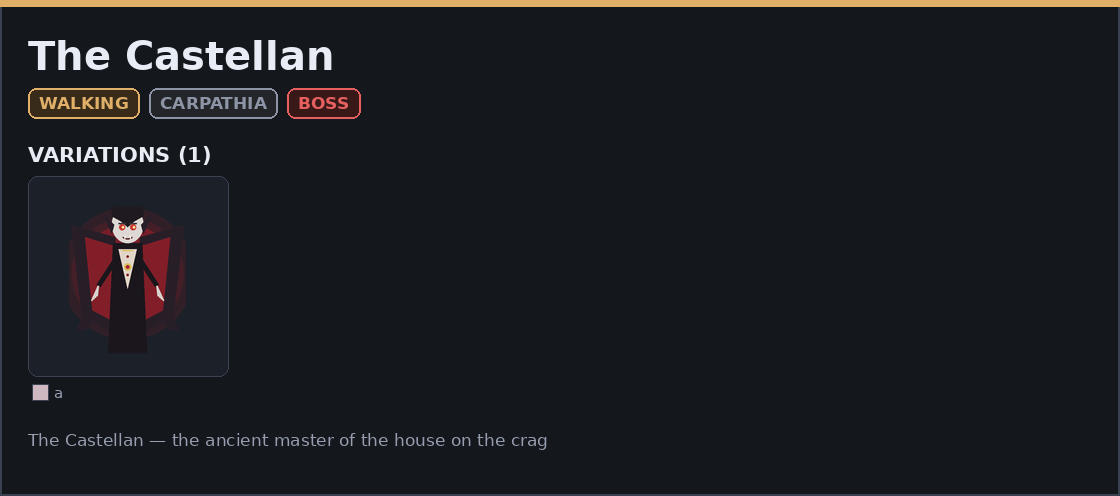 The Castellan
WALKING CARPATHIA BOSS
VARIATIONS (1)
a
The Castellan — the ancient master of the house on the crag